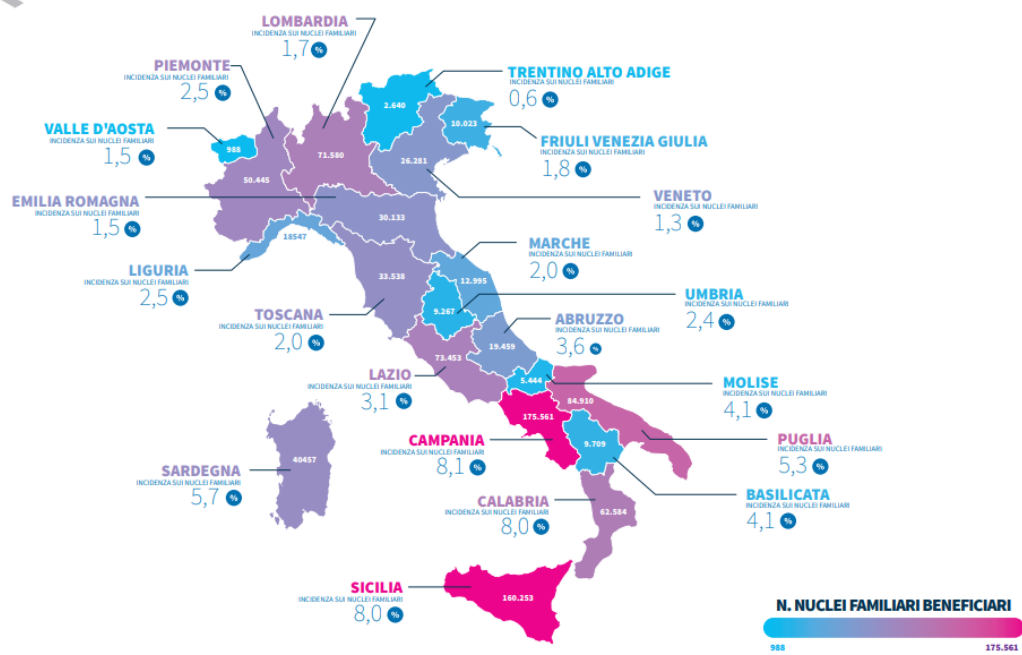 LOMBARDIA
INCIDENZA SUI NUCLEI FAMILIARI
1,7 %
PIEMONTE
INCIDENZA SUI NUCLEI FAMILIARI
2,5 %
TRENTINO ALTO ADIGE
INCIDENZA SUI NUCLEI FAMILIARI
0,6 %
VALLE D'AOSTA
INCIDENZA SUI NUCLEI FAMILIARI
1,5 %
FRIULI VENEZIA GIULIA
INCIDENZA SUI NUCLEI FAMILIARI
1,8 %
EMILIA ROMAGNA
INCIDENZA SUI NUCLEI FAMILIARI
1,5 %
VENETO
INCIDENZA SUI NUCLEI FAMILIARI
1,3 %
LIGURIA
INCIDENZA SUI NUCLEI FAMILIARI
2,5 %
MARCHE
INCIDENZA SUI NUCLEI FAMILIARI
2,0 %
TOSCANA
INCIDENZA SUI NUCLEI FAMILIARI
2,0 %
UMBRIA
INCIDENZA SUI NUCLEI FAMILIARI
2,4 %
ABRUZZO
INCIDENZA SUI NUCLEI FAMILIARI
3,6 %
LAZIO
INCIDENZA SUI NUCLEI FAMILIARI
3,1 %
MOLISE
INCIDENZA SUI NUCLEI FAMILIARI
4,1 %
CAMPANIA
INCIDENZA SUI NUCLEI FAMILIARI
8,1 %
PUGLIA
INCIDENZA SUI NUCLEI FAMILIARI
5,3 %
SARDEGNA
INCIDENZA SUI NUCLEI FAMILIARI
5,7 %
CALABRIA
INCIDENZA SUI NUCLEI FAMILIARI
8,0 %
BASILICATA
INCIDENZA SUI NUCLEI FAMILIARI
4,1 %
SICILIA
INCIDENZA SUI NUCLEI FAMILIARI
8,0 %
2.640
10.023
988
71.580
26.281
50.445
30.133
18547
33.538
12.995
9.267
19.459
73.453
5.444
84.910
175.561
9.709
40457
62.584
160.253
N. NUCLEI FAMILIARI BENEFICIARI
988
175.561